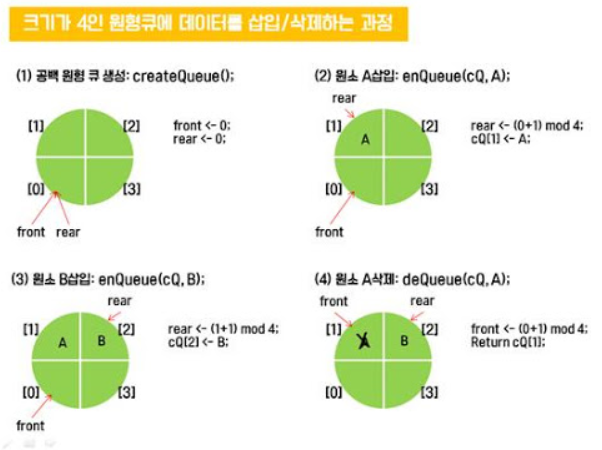 크기가 4인 원형큐에 데이터를 삽입/삭제하는 과정
(1) 공백 원형 큐 생성: createQueue();
[1]
[2]
front <- 0;
rear <- 0;
[0]
[3]
front rear
(2) 원소 A삽입: enQueue(cQ, A);
rear
[1]
A
[2]
rear <- (0+1) mod 4;
cQ[1] <- A;
[0]
[3]
front
(3) 원소 B삽입: enQueue(cQ, B);
rear
[1]
A
B
[2]
rear <- (1+1) mod 4;
cQ[2] <- B;
[0]
[3]
front
(4) 원소 A삭제: deQueue(cQ, A);
front
rear
[1]
A
B
[2]
front <- (0+1) mod 4;
Return cQ[1];
[0]
[3]